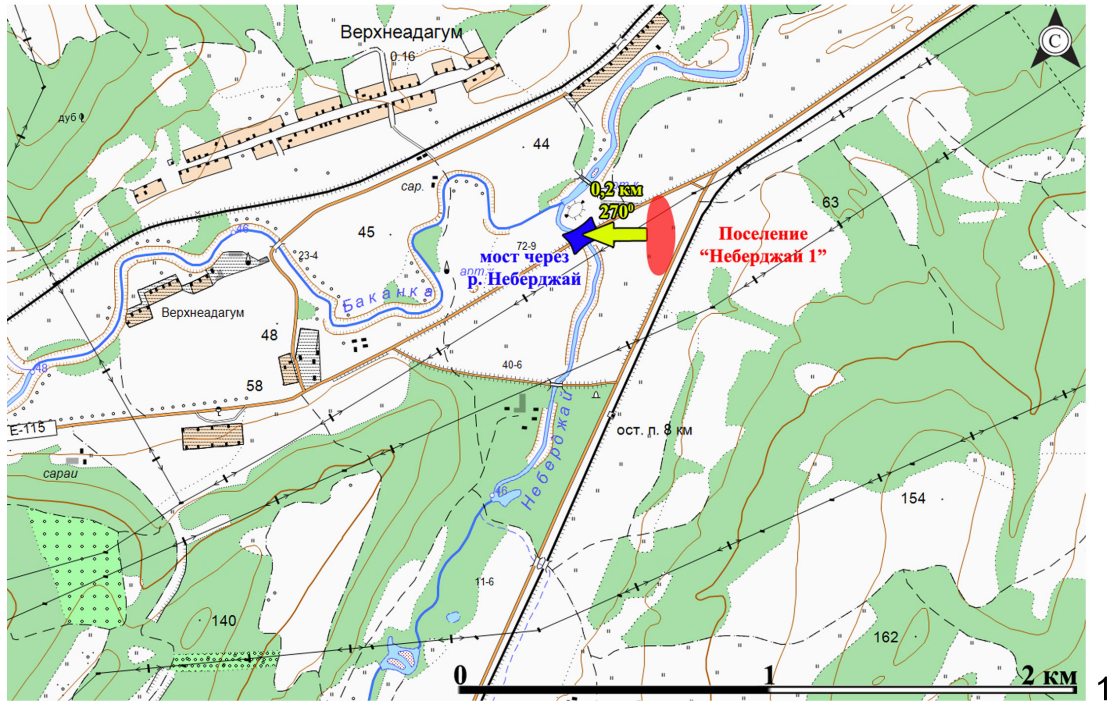 Верхнеадагум
0.16
С
дуб
44
сар.
0,2 км
270⁰
63
45
Поселение
“Неберджай 1”
46
72-9
мост через
р. Неберджай
23-4
арт.к
Баканка
Верхнеадагум
48
40-6
48
58
Неберджай
Е-115
ост. п. 8 км
сараи
46
154
11-6
140
162
0
1
2 км
1